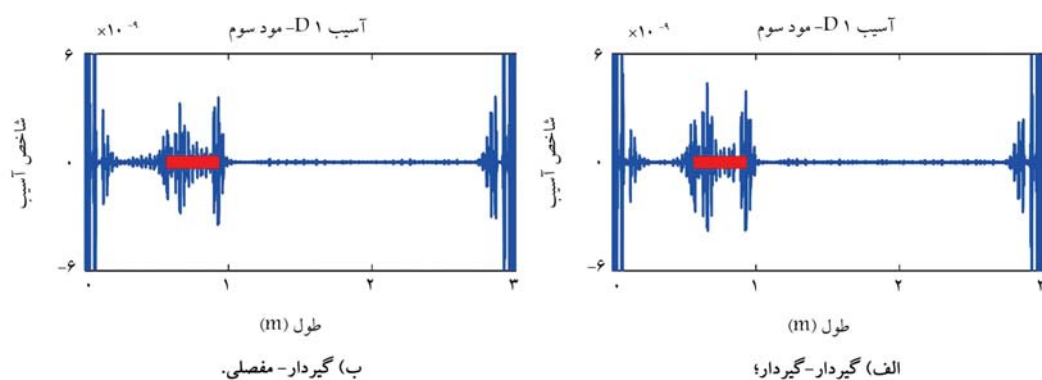 آسیب D ۱- مود سوم
×۱۰ ⁻⁹
۶
۰
-۶
شاخص آسیب
۰ ۱ ۲
طول (m)
الف) گیردار-گیردار؛
آسیب D ۱- مود سوم
×۱۰ ⁻⁹
۶
۰
-۶
شاخص آسیب
۰ ۱ ۲ ۳
طول (m)
ب) گیردار- مفصلی.